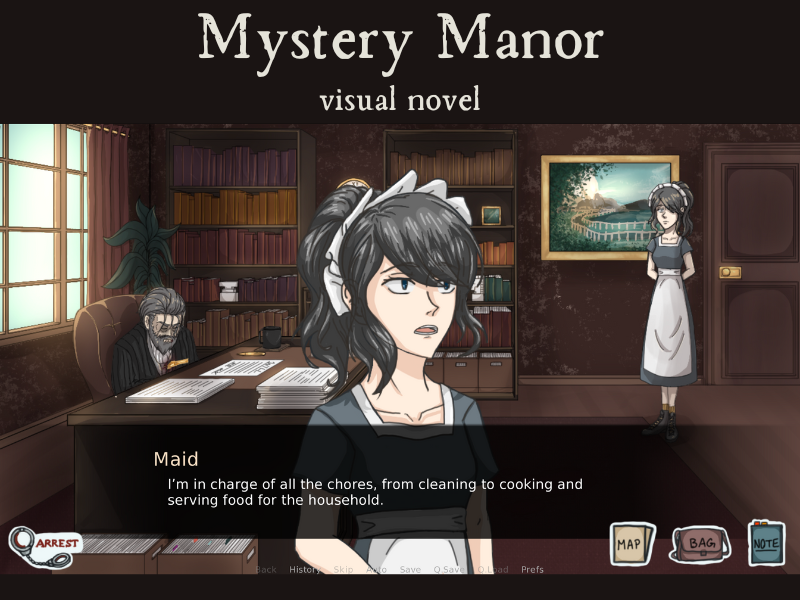 Mystery Manor
visual novel
Maid
I'm in charge of all the chores, from cleaning to cooking and
serving food for the household.
ARREST
MAP
BAG
NOTE
Back History Skip Auto Save Q.Save Q.Load Prefs